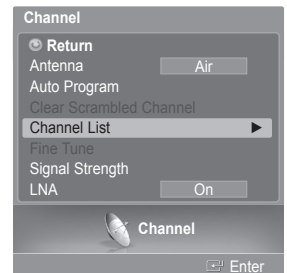 Channel
Return
Antenna Air
Auto Program
Clear Scrambled Channel
Channel List
Fine Tune
Signal Strength
LNA On
Channel
Enter